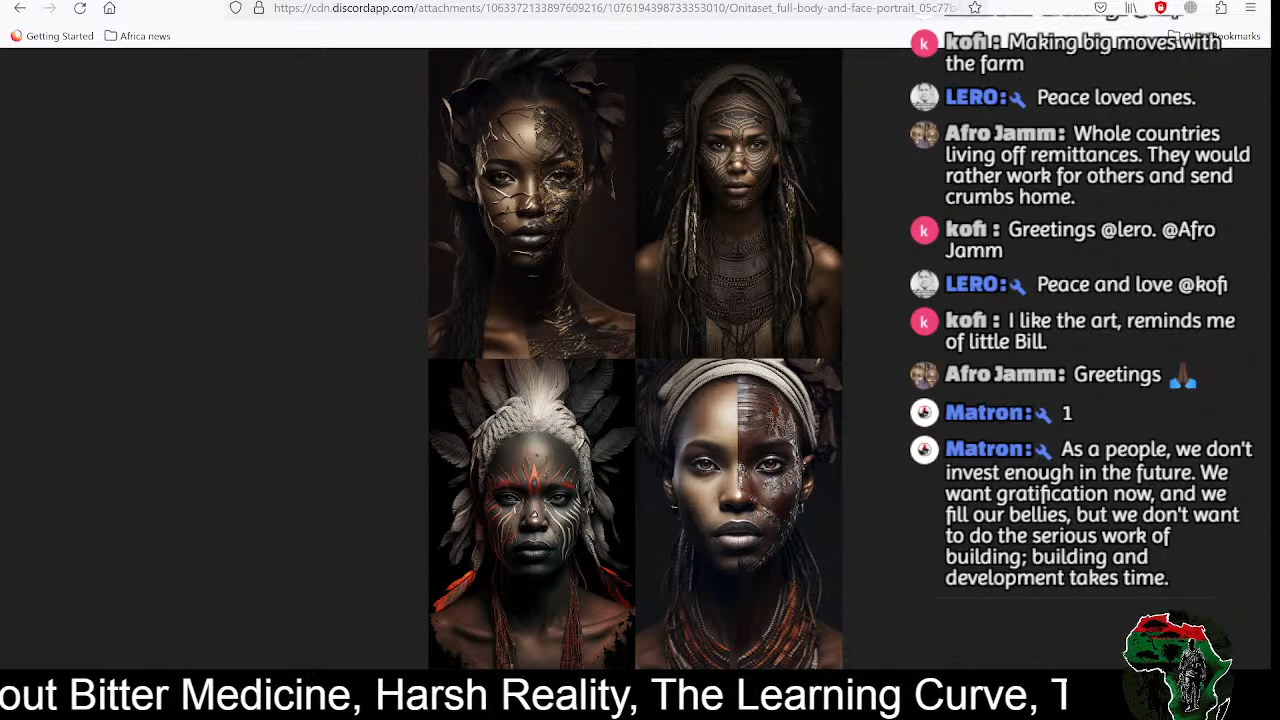 https://cdn.discordapp.com/attachments/1063372133897609216/1076194398733353010/Onitaset_full-body-and-face-portrait_05c77b4
Getting Started
Africa news
kofi : Making big moves with
the farm
LERO: Peace loved ones.
Afro Jamm: Whole countries
living off remittances. They would
rather work for others and send
crumbs home.
k
kofi : Greetings @lero. @Afro
Jamm
LERO: Peace and love @kofi
k
kofi : I like the art, reminds me
of little Bill.
Afro Jamm: Greetings 🙏🏿
Matron: 1
Matron: As a people, we don't
invest enough in the future. We
want gratification now, and we
fill our bellies, but we don't want
to do the serious work of
building; building and
development takes time.
out Bitter Medicine, Harsh Reality, The Learning Curve, T